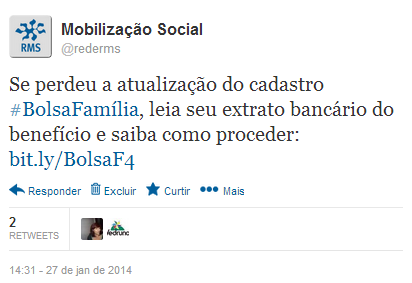 RMS
Mobilização Social
@rederms
Se perdeu a atualização do cadastro
#BolsaFamília, leia seu extrato bancário do
benefício e saiba como proceder:
bit.ly/BolsaF4
Responder Excluir Curtir Mais
2
RETWEETS
fedrunc
14:31 - 27 de jan de 2014